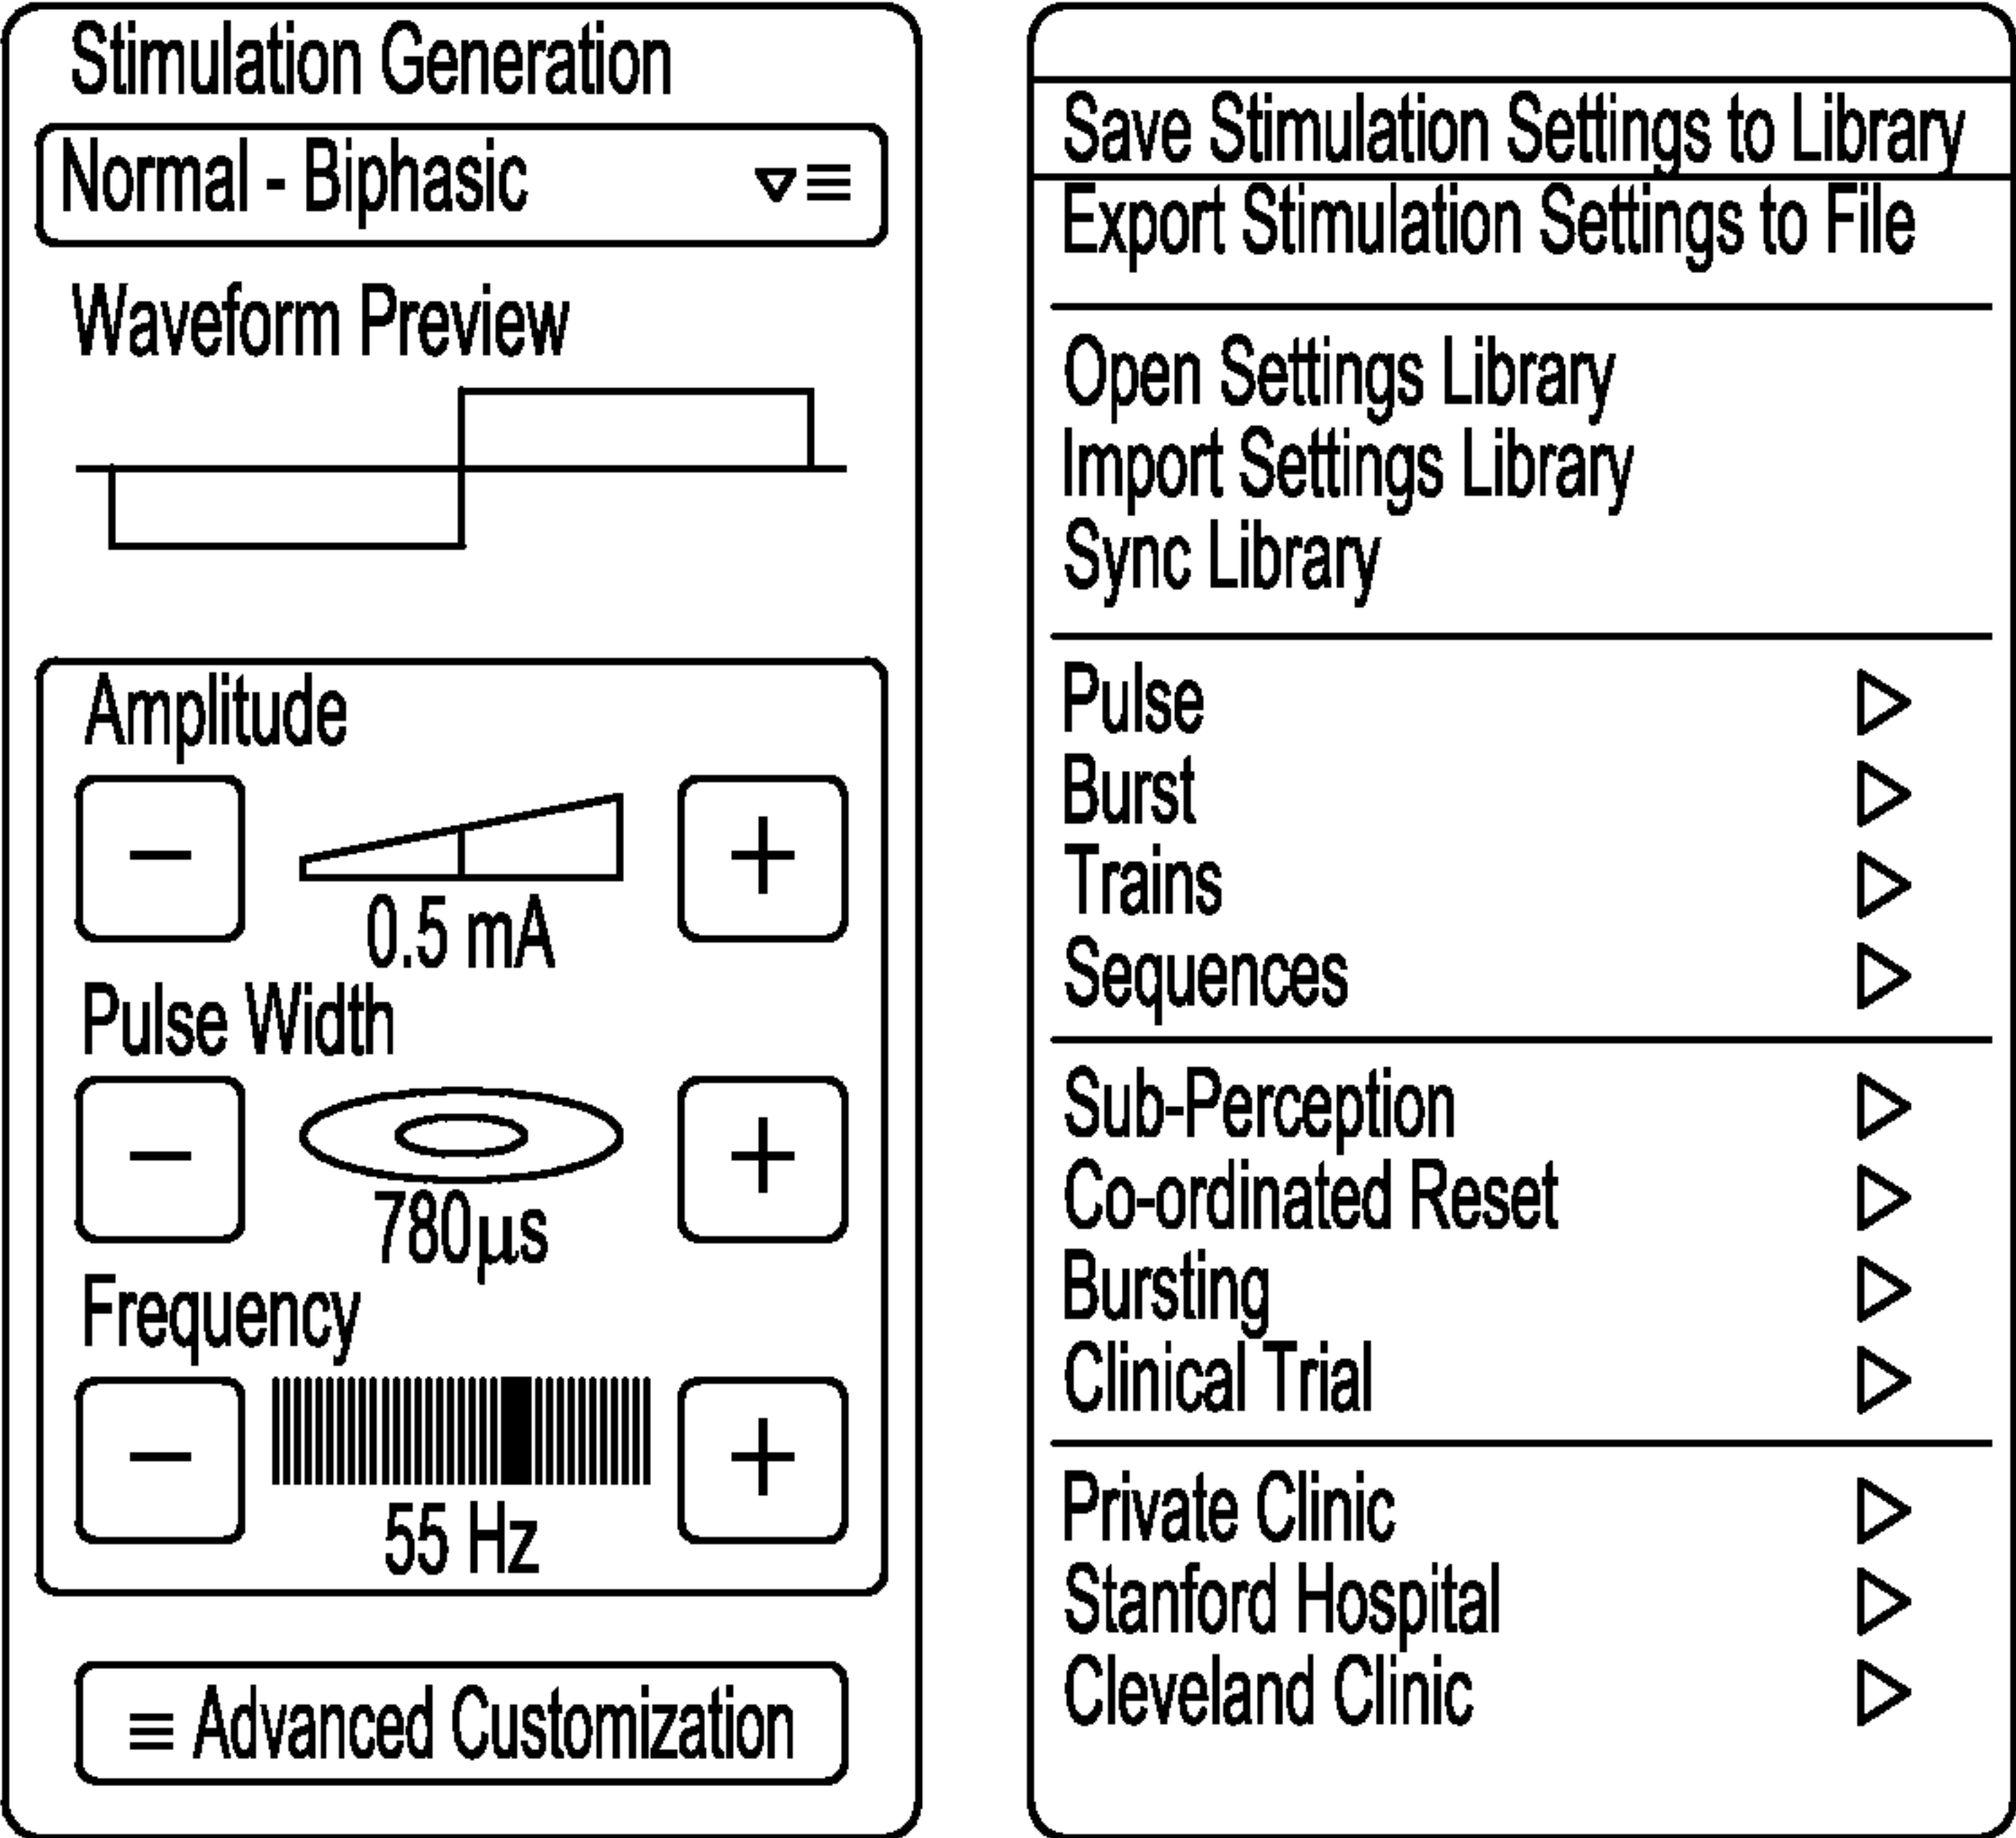 Stimulation Generation
Normal - Biphasic
Waveform Preview
Amplitude
0.5 mA
Pulse Width
780µs
Frequency
55 Hz
Advanced Customization
Save Stimulation Settings to Library
Export Stimulation Settings to File
Open Settings Library
Import Settings Library
Sync Library
Pulse
Burst
Trains
Sequences
Sub-Perception
Co-ordinated Reset
Bursting
Clinical Trial
Private Clinic
Stanford Hospital
Cleveland Clinic